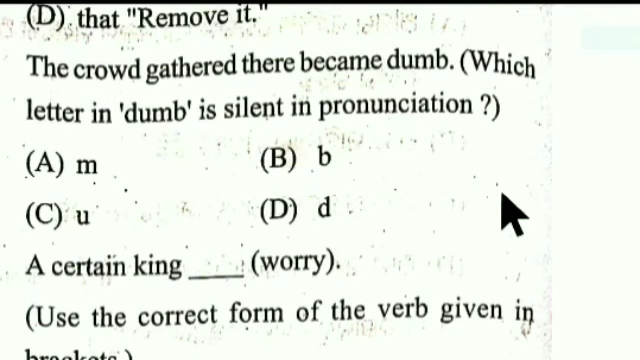 (D) that "Remove it."
The crowd gathered there became dumb. (Which
letter in 'dumb' is silent in pronunciation ?)
(A) m (B) b
(C) u (D) d
A certain king ____ (worry).
(Use the correct form of the verb given in
brackets.)